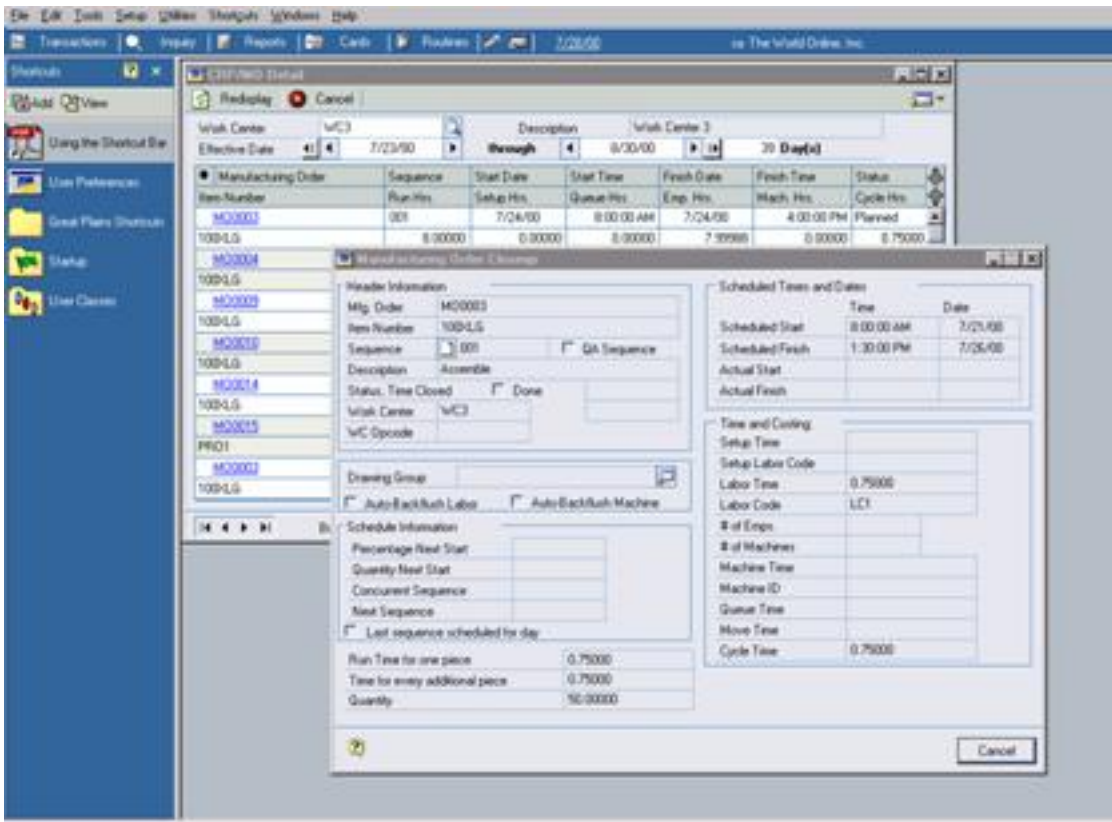 File Edit Tools Setup Utilities Shortcuts Windows Help
Transactions Inquiry Reports Cards Routines 7/28/00 The World Online, Inc.
Shortcuts
Add View
Using the Shortcut Bar
User Preferences
Great Plains Shortcuts
Startup
User Classes
CRP/MO Detail
Redisplay Cancel
Work Center WC3 Description Work Center 3
Effective Date 7/23/00 through 8/30/00 39 Day(s)
Manufacturing Order Sequence Start Date Start Time Finish Date Finish Time Status
Item Number Run Hrs. Setup Hrs. Queue Hrs. Emp. Hrs. Mach. Hrs. Cycle Hrs.
MO0003 001 7/24/00 8:00:00 AM 7/24/00 4:00:00 PM Planned
100XLG 8.00000 0.00000 0.00000 7.99988 0.00000 0.75000
MO0004
100XLG
MO0009
100XLG
MO0010
100XLG
MO0014
100XLG
MO0015
PRO1
MO0003
100XLG
Manufacturing Order Closeup
Header Information
Mfg. Order MO0003
Item Number 100XLG
Sequence 001 QA Sequence
Description Assemble
Status, Time Closed Done
Work Center WC3
WC Opcode
Drawing Group
Auto Backflush Labor Auto Backflush Machine
Schedule Information
Percentage Next Start
Quantity Next Start
Concurrent Sequence
Next Sequence
Last sequence scheduled for day
Run Time for one piece 0.75000
Time for every additional piece 0.75000
Quantity 50.00000
Scheduled Times and Dates
Time Date
Scheduled Start 8:00:00 AM 7/21/00
Scheduled Finish 1:30:00 PM 7/26/00
Actual Start
Actual Finish
Time and Costing
Setup Time
Setup Labor Code
Labor Time 0.75000
Labor Code LC1
# of Emps
# of Machines
Machine Time
Machine ID
Queue Time
Move Time
Cycle Time 0.75000
Cancel